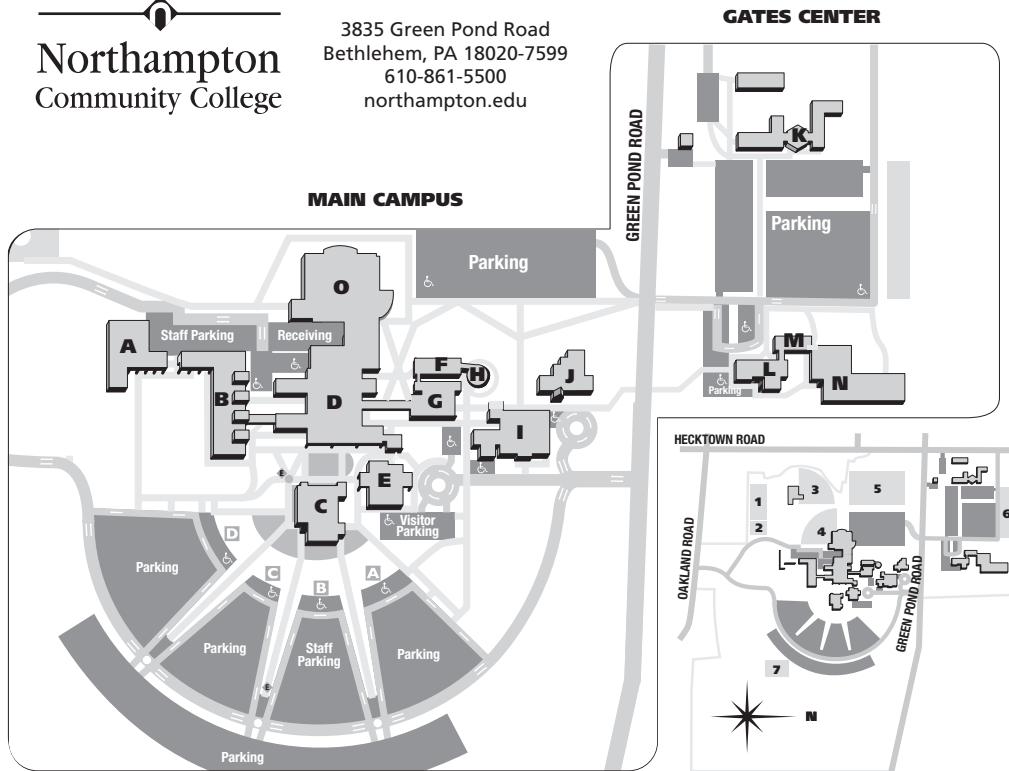 Northampton
Community College
3835 Green Pond Road
Bethlehem, PA 18020-7599
610-861-5500
northampton.edu
GATES CENTER
MAIN CAMPUS
GREEN POND ROAD
K
Parking
Parking
O
A
Staff Parking
Receiving
B
D
F
H
G
J
I
M
L
N
Parking
E
C
Visitor
Parking
D
C
B
A
Parking
Parking
Staff
Parking
Parking
E
E
Parking
HECKTOWN ROAD
OAKLAND ROAD
GREEN POND ROAD
1
2
3
4
5
6
7
N